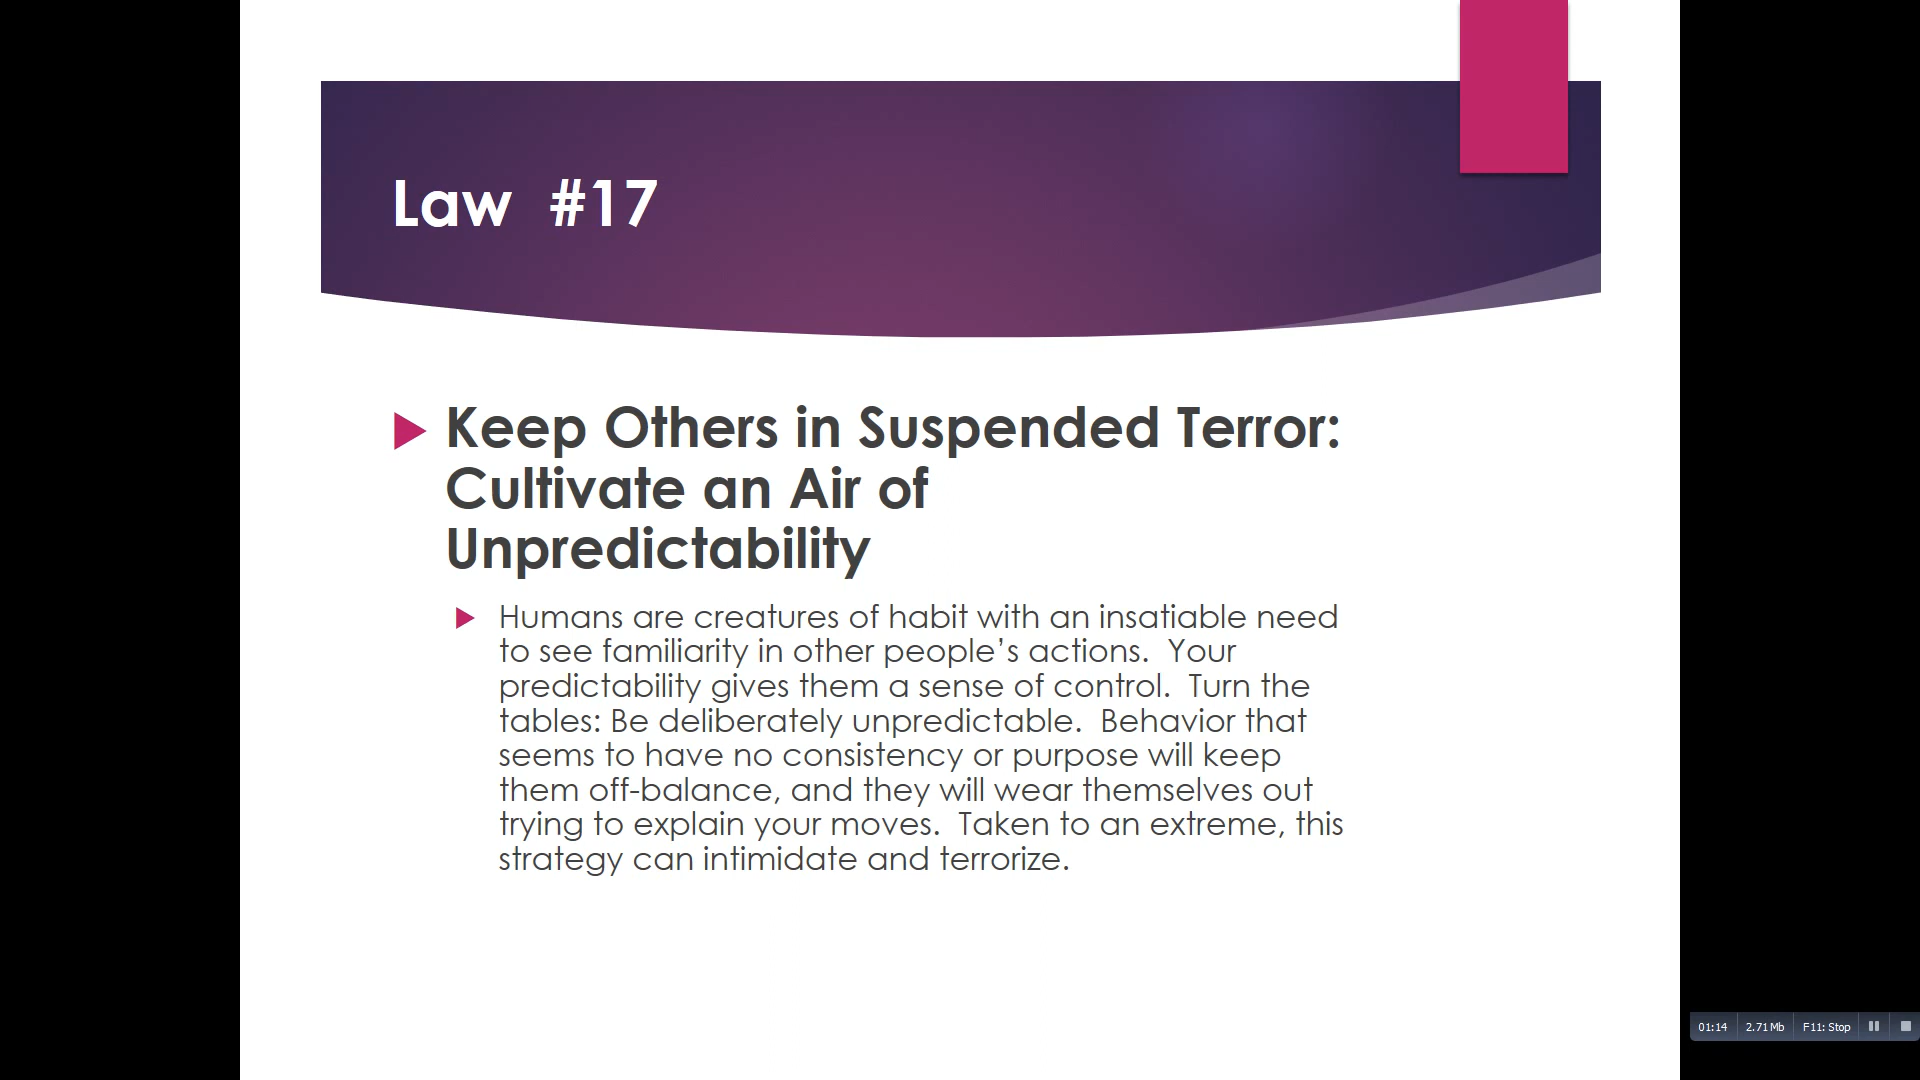 Law  #17
Keep Others in Suspended Terror:
Cultivate an Air of
Unpredictability
Humans are creatures of habit with an insatiable need
to see familiarity in other people’s actions.  Your
predictability gives them a sense of control.  Turn the
tables: Be deliberately unpredictable.  Behavior that
seems to have no consistency or purpose will keep
them off-balance, and they will wear themselves out
trying to explain your moves.  Taken to an extreme, this
strategy can intimidate and terrorize.
01:14 2.71 Mb F11: Stop